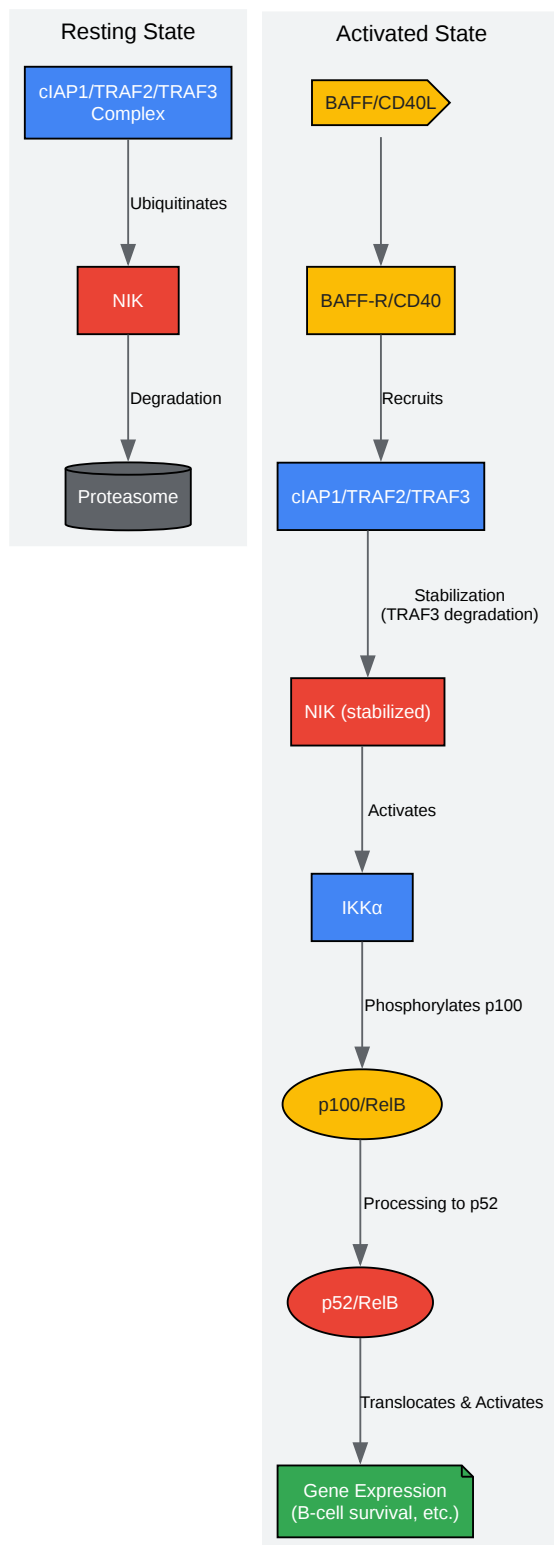 Resting State
cIAP1/TRAF2/TRAF3
Complex
Ubiquitinates
NIK
Degradation
Proteasome
Activated State
BAFF/CD40L
BAFF-R/CD40
Recruits
cIAP1/TRAF2/TRAF3
Stabilization
(TRAF3 degradation)
NIK (stabilized)
Activates
IKKα
Phosphorylates p100
p100/RelB
Processing to p52
p52/RelB
Translocates & Activates
Gene Expression
(B-cell survival, etc.)